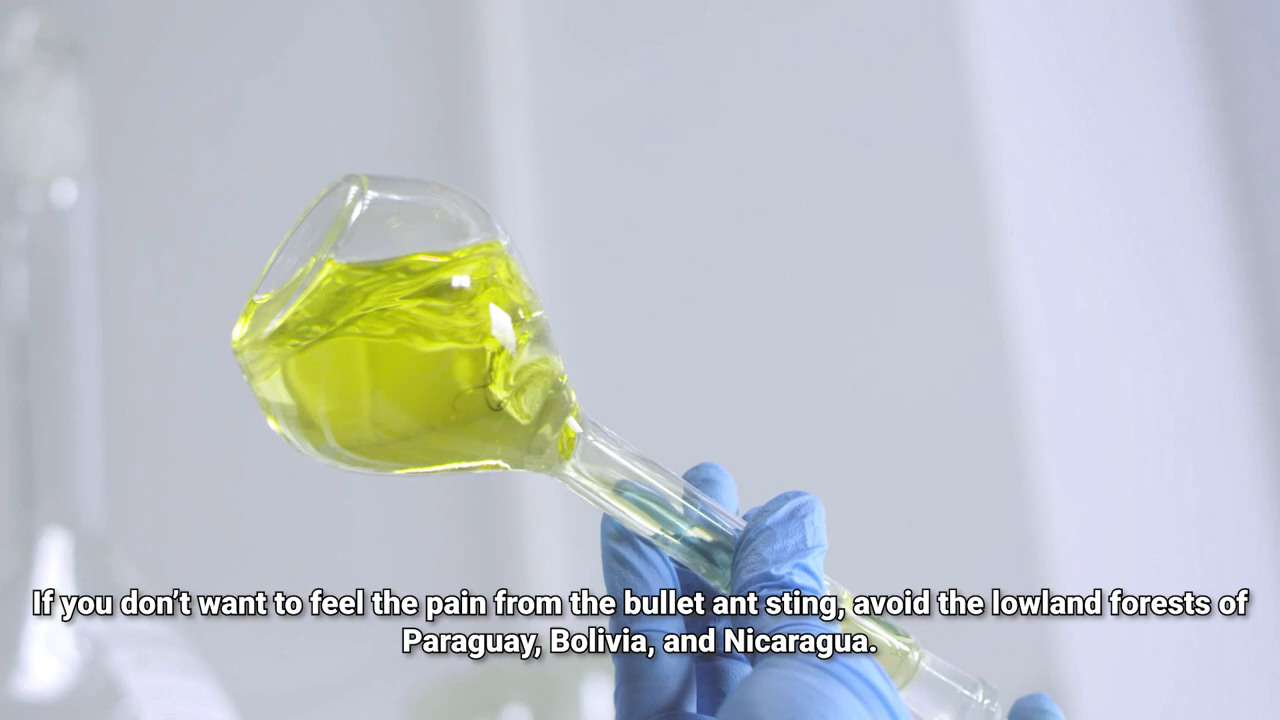 If you don’t want to feel the pain from the bullet ant sting, avoid the lowland forests of
Paraguay, Bolivia, and Nicaragua.